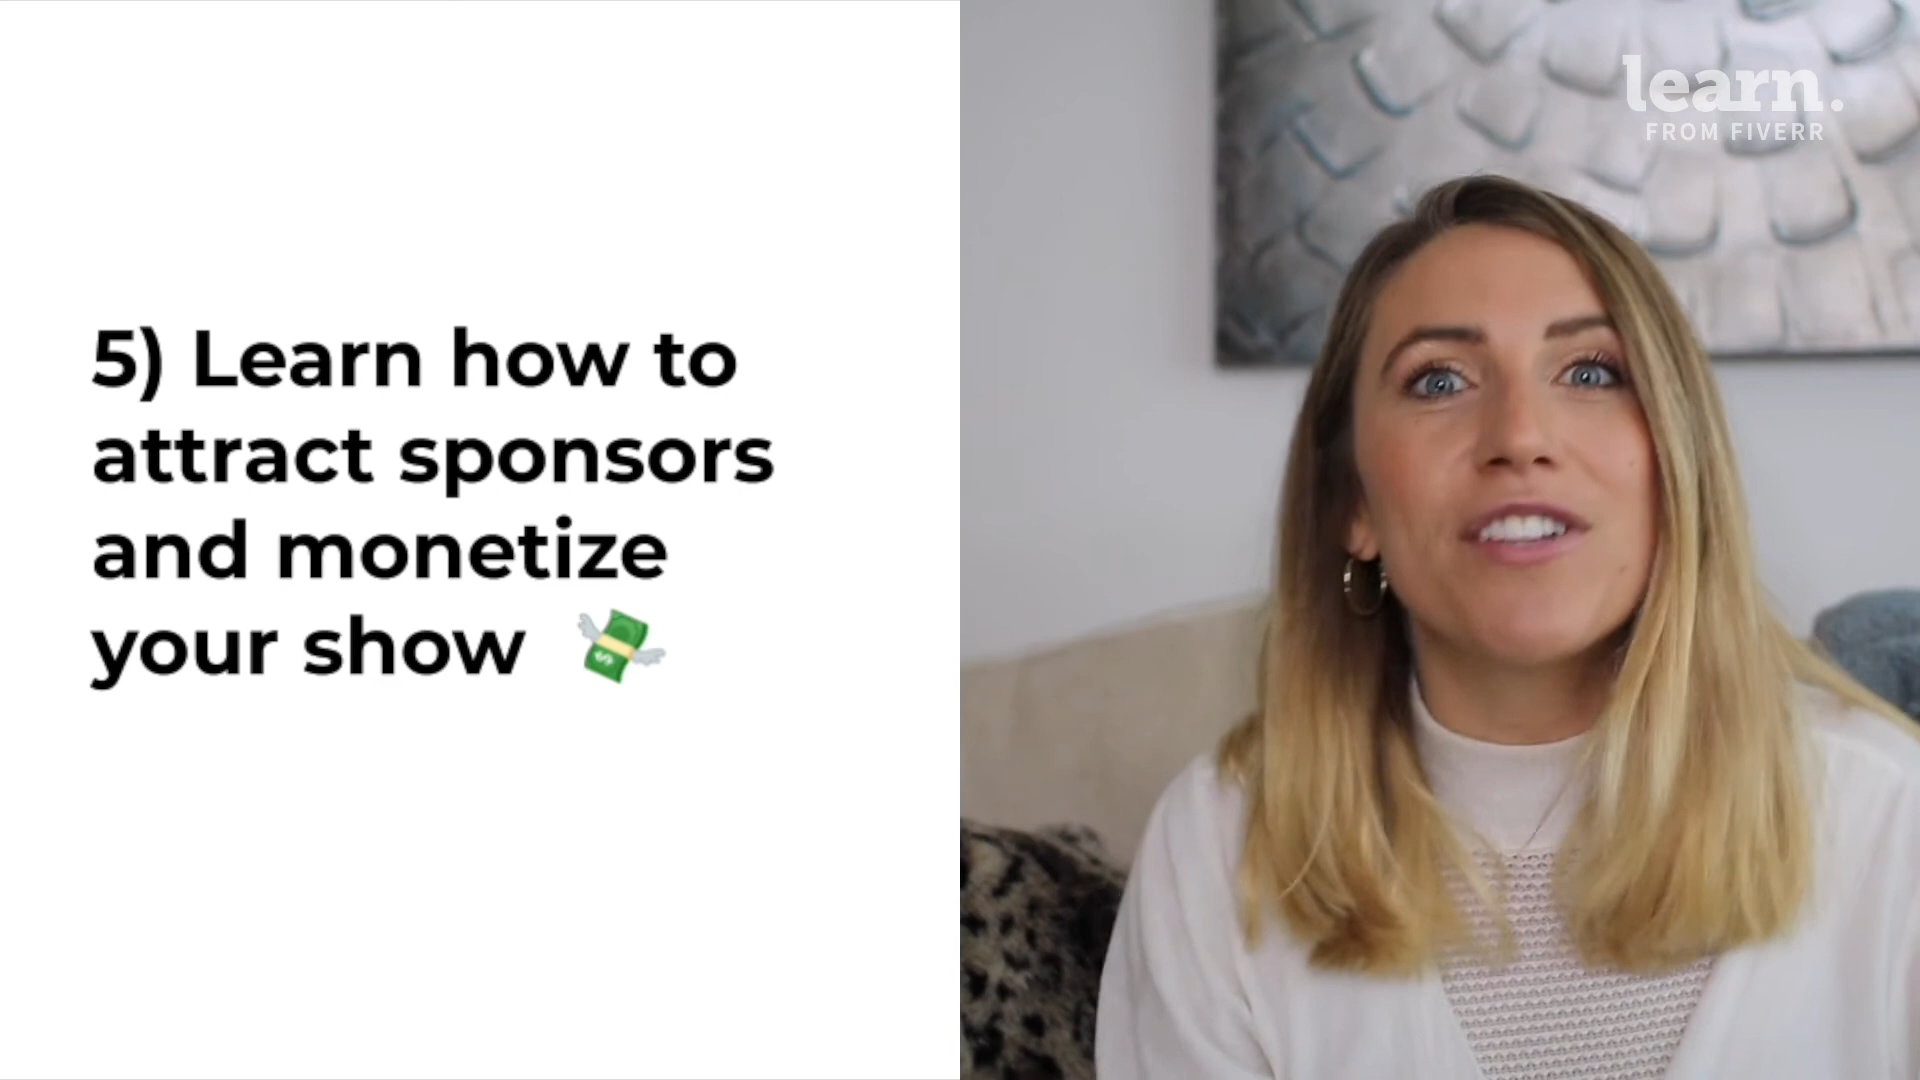 5) Learn how to
attract sponsors
and monetize
your show 💸
learn.
FROM FIVERR